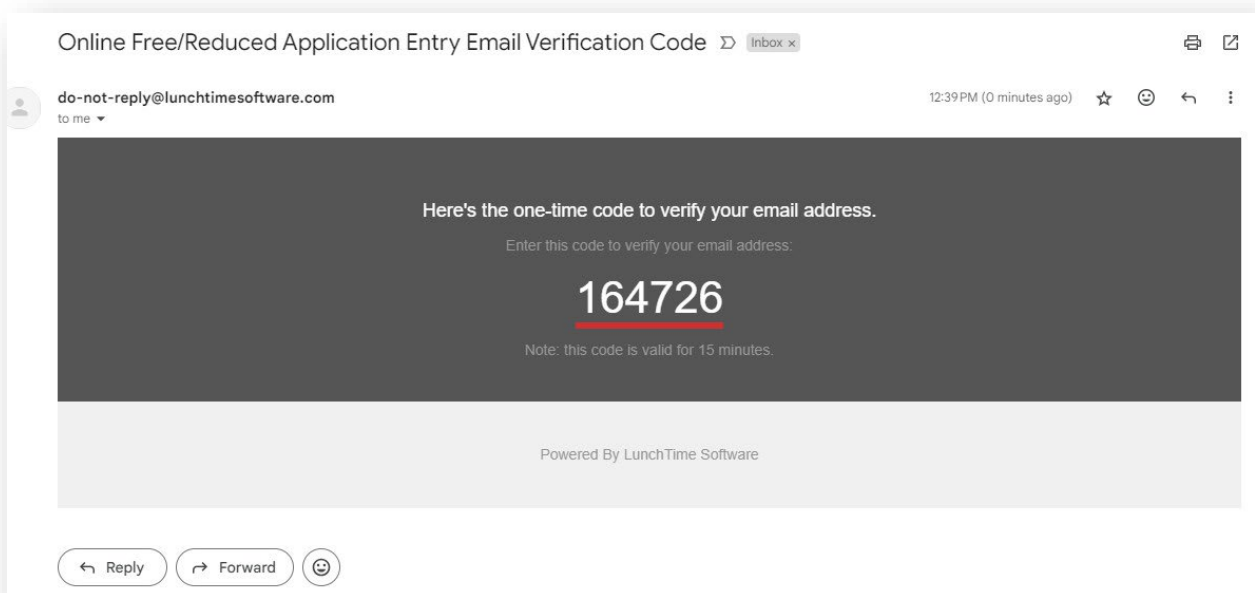 Online Free/Reduced Application Entry Email Verification Code Inbox x
do-not-reply@lunchtimesoftware.com 12:39 PM (0 minutes ago)
to me
Here's the one-time code to verify your email address.
Enter this code to verify your email address:
164726
Note: this code is valid for 15 minutes.
Powered By LunchTime Software
Reply Forward